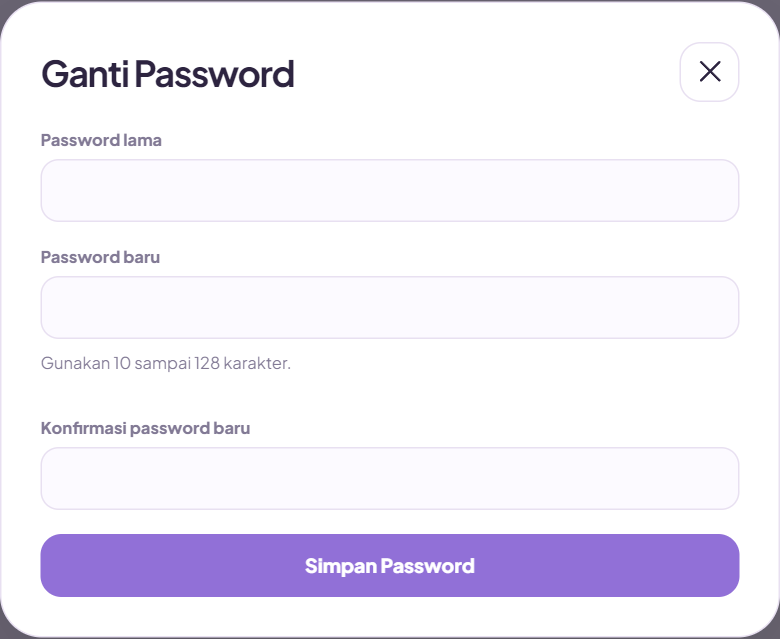 Ganti Password
Password lama
Password baru
Gunakan 10 sampai 128 karakter.
Konfirmasi password baru
Simpan Password